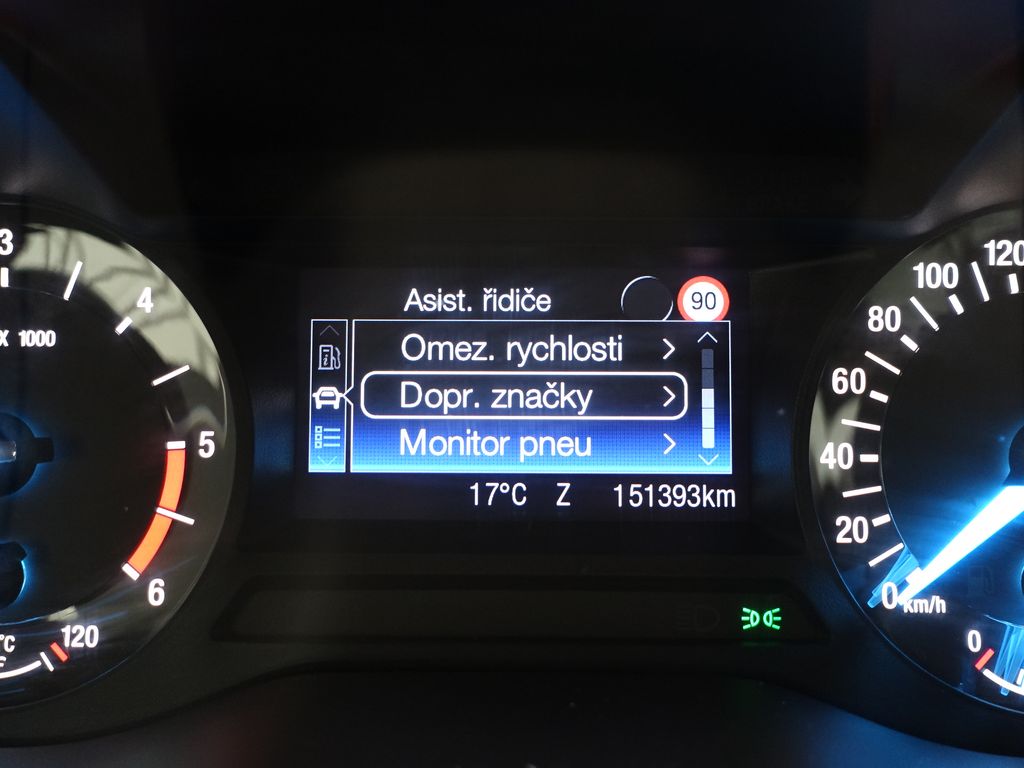 3
4
5
6
X 1000
120
°C
Asist. řidiče
90
Omez. rychlosti
Dopr. značky
Monitor pneu
17°C Z 151393km
120
100
80
60
40
20
0
km/h
0